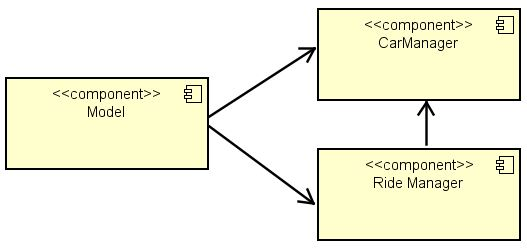 <<component>>
CarManager
<<component>>
Model
<<component>>
Ride Manager